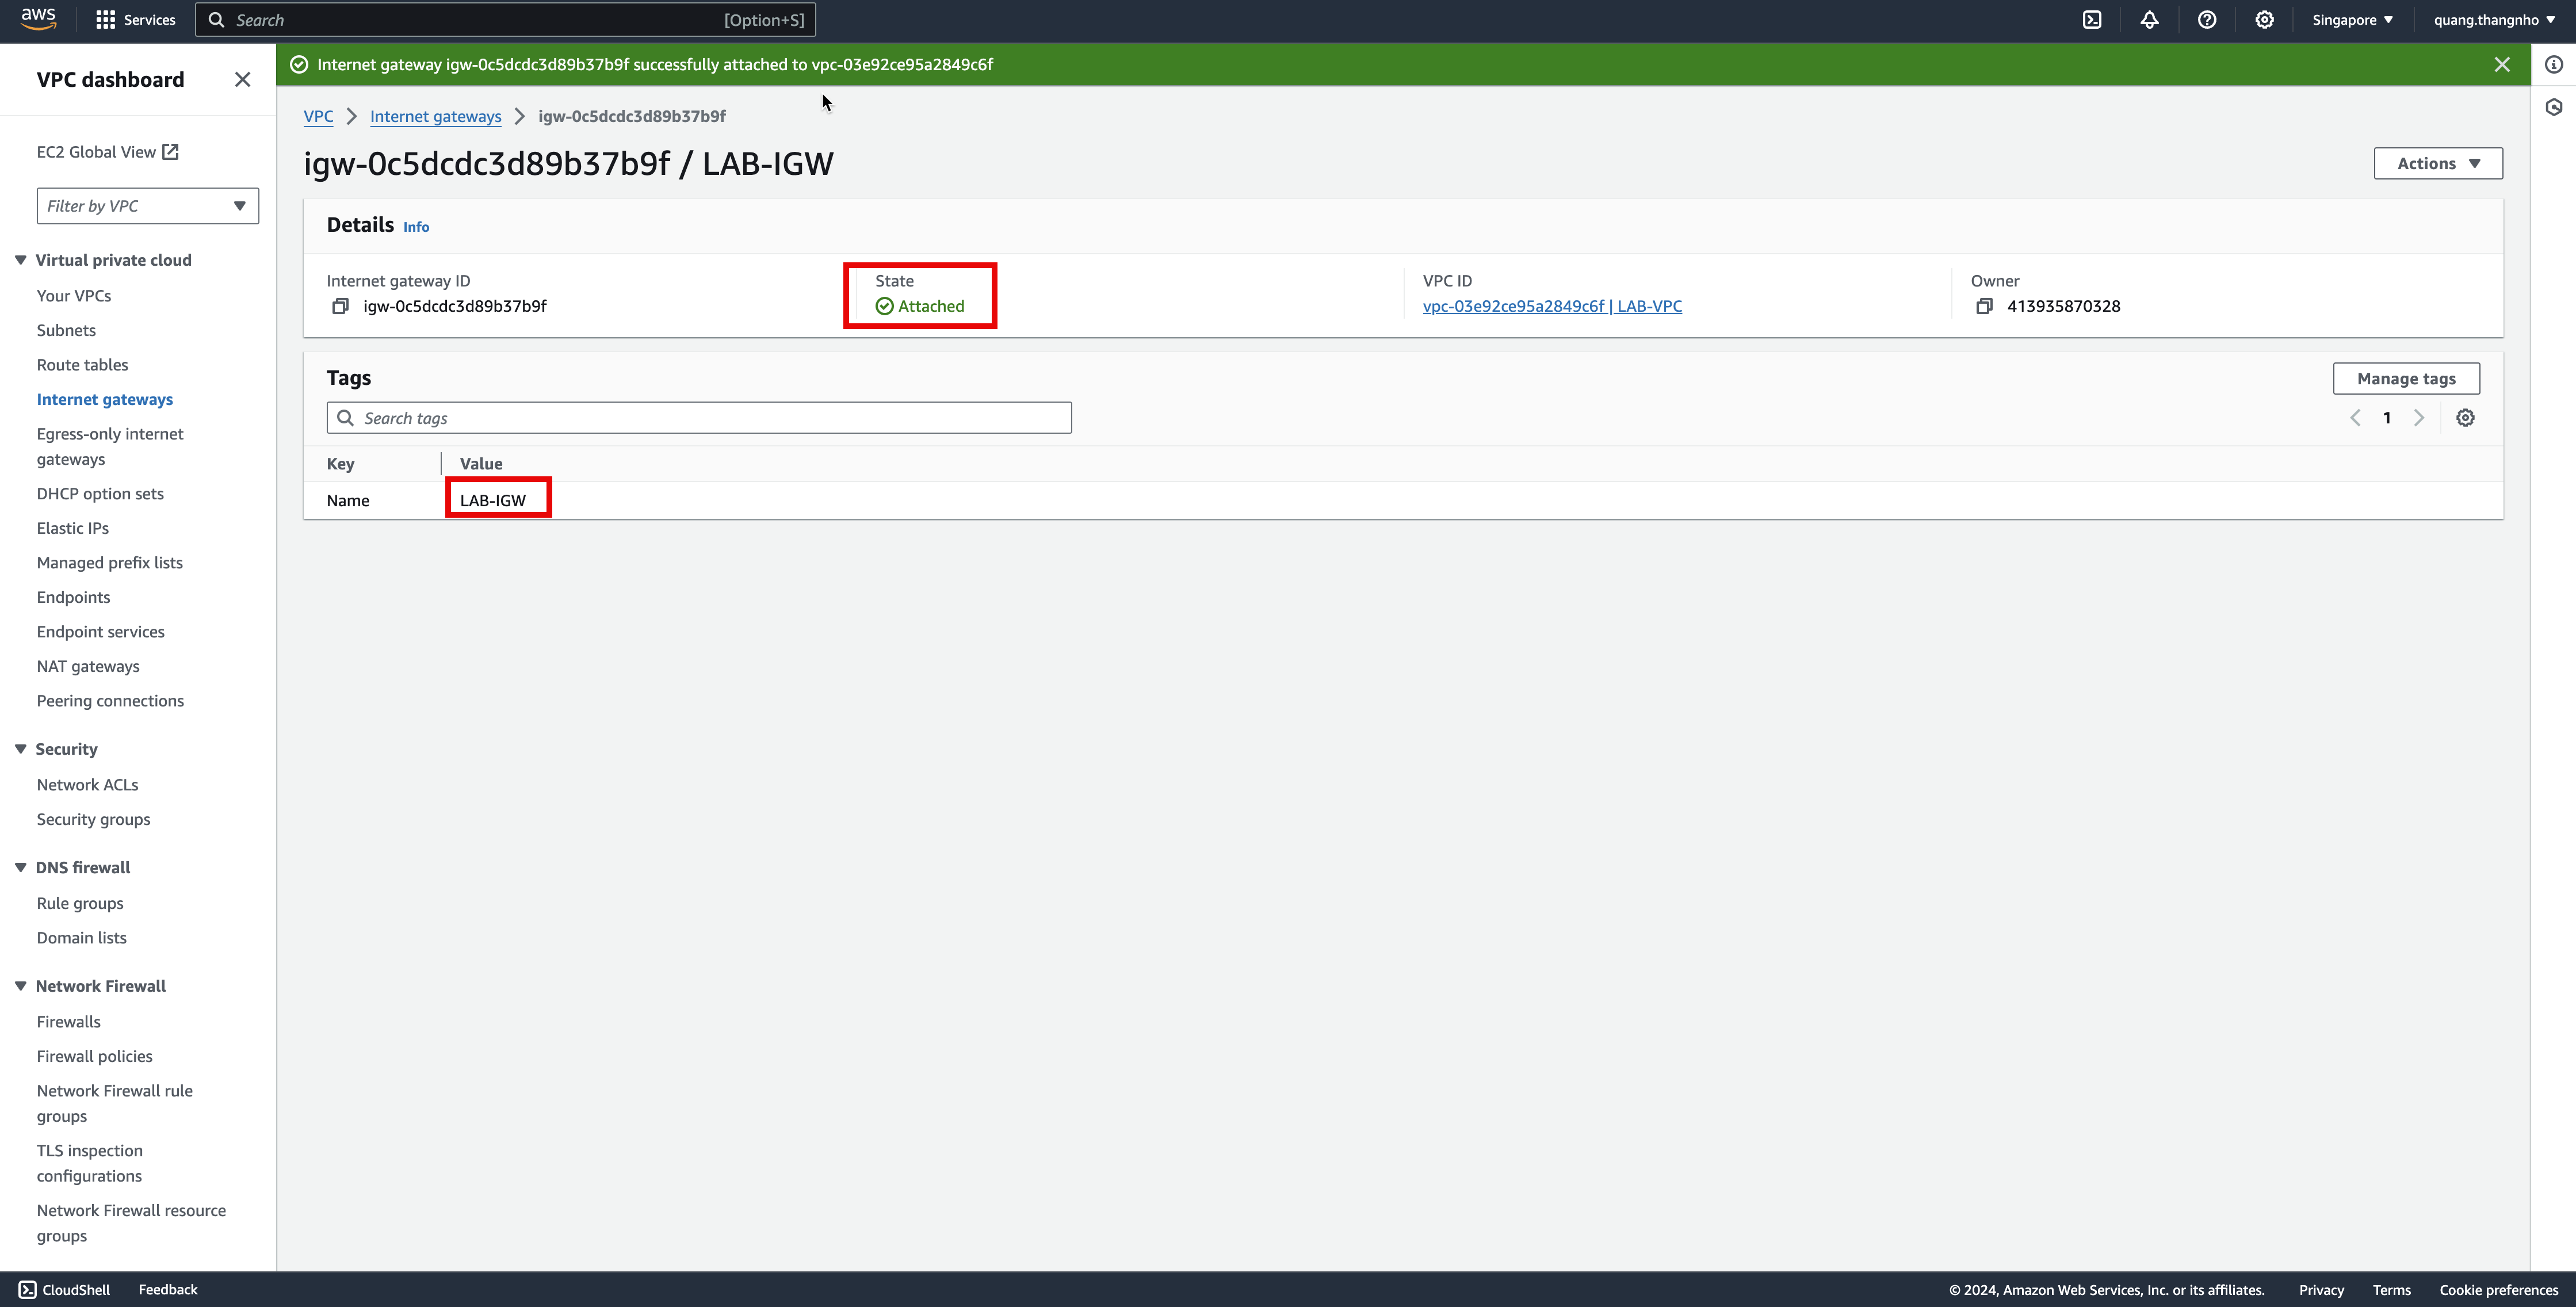 aws
Services
Search
[Option+S]
Singapore
quang.thangnho
VPC dashboard
EC2 Global View
Filter by VPC
Virtual private cloud
Your VPCs
Subnets
Route tables
Internet gateways
Egress-only internet
gateways
DHCP option sets
Elastic IPs
Managed prefix lists
Endpoints
Endpoint services
NAT gateways
Peering connections
Security
Network ACLs
Security groups
DNS firewall
Rule groups
Domain lists
Network Firewall
Firewalls
Firewall policies
Network Firewall rule
groups
TLS inspection
configurations
Network Firewall resource
groups
Internet gateway igw-0c5dcdc3d89b37b9f successfully attached to vpc-03e92ce95a2849c6f
VPC > Internet gateways > igw-0c5dcdc3d89b37b9f
igw-0c5dcdc3d89b37b9f / LAB-IGW
Actions
Details Info
Internet gateway ID
igw-0c5dcdc3d89b37b9f
State
Attached
VPC ID
vpc-03e92ce95a2849c6f | LAB-VPC
Owner
413935870328
Tags
Manage tags
Search tags
1
Key
Value
Name
LAB-IGW
CloudShell
Feedback
© 2024, Amazon Web Services, Inc. or its affiliates.
Privacy
Terms
Cookie preferences